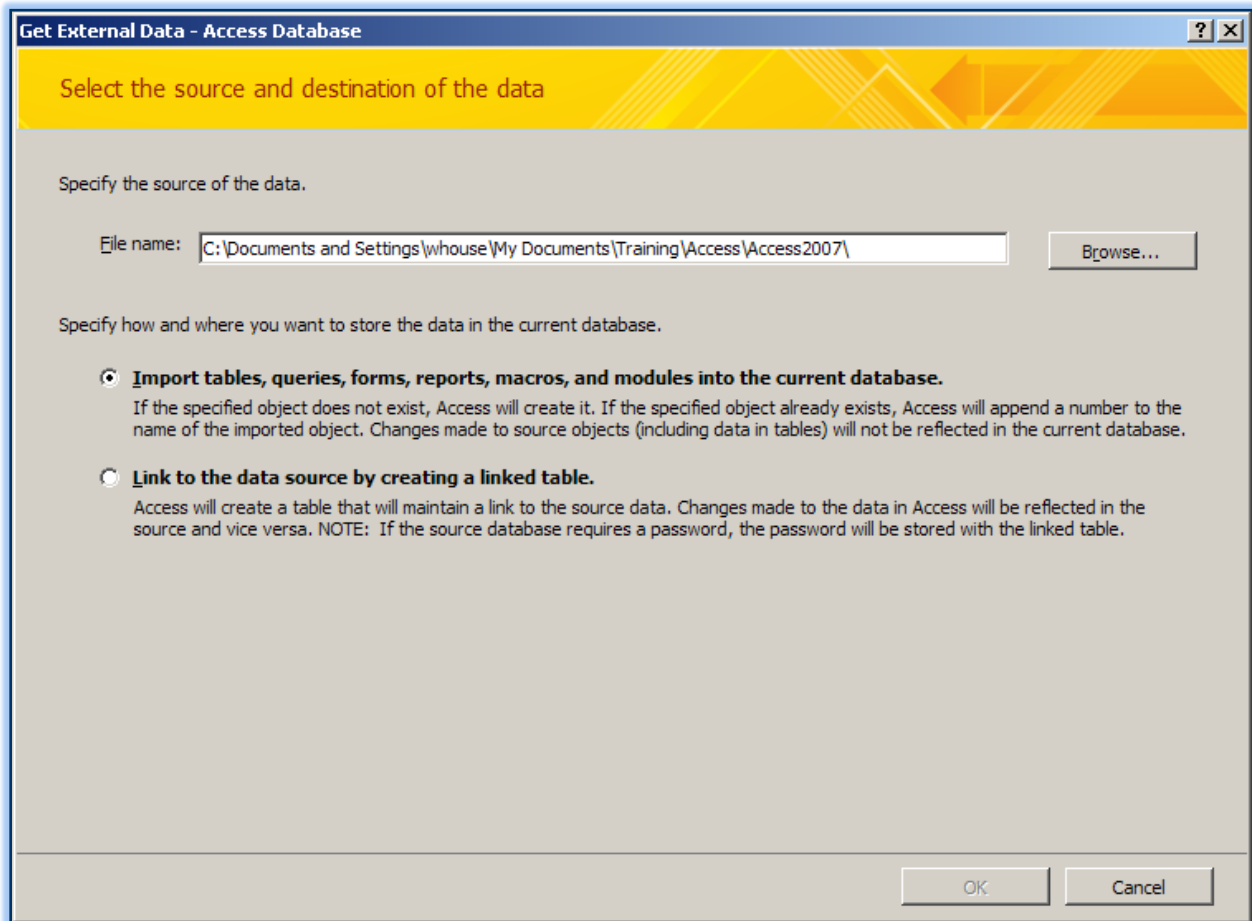 Get External Data - Access Database
Select the source and destination of the data
Specify the source of the data.
File name: C:\Documents and Settings\whouse\My Documents\Training\Access\Access2007\ Browse...
Specify how and where you want to store the data in the current database.
Import tables, queries, forms, reports, macros, and modules into the current database.
If the specified object does not exist, Access will create it. If the specified object already exists, Access will append a number to the
name of the imported object. Changes made to source objects (including data in tables) will not be reflected in the current database.
Link to the data source by creating a linked table.
Access will create a table that will maintain a link to the source data. Changes made to the data in Access will be reflected in the
source and vice versa. NOTE: If the source database requires a password, the password will be stored with the linked table.
OK Cancel